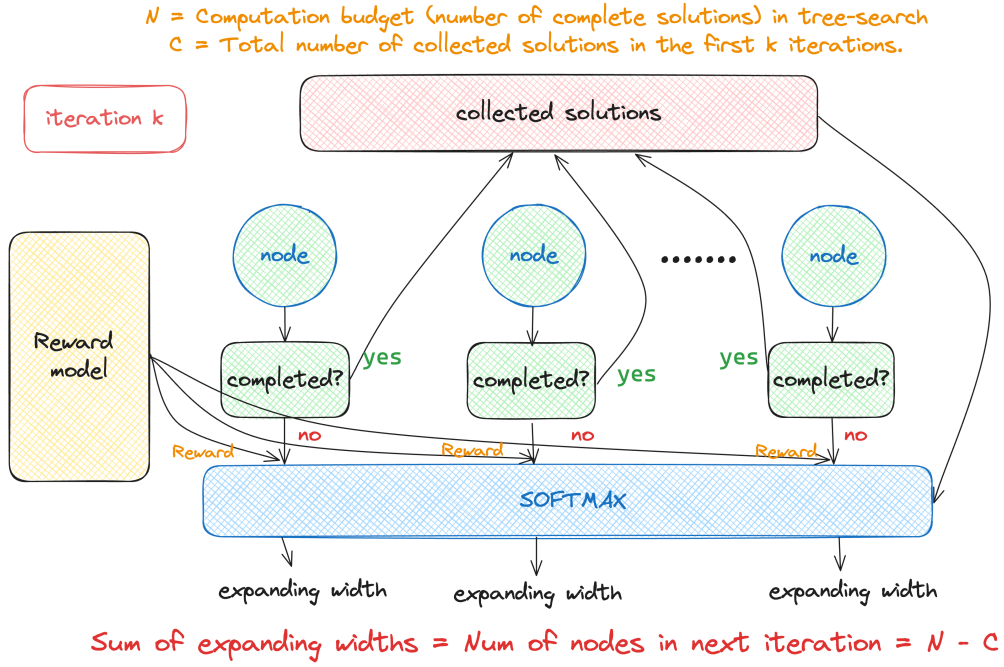 N = Computation budget (number of complete solutions) in tree-search
C = Total number of collected solutions in the first k iterations.
iteration k
collected solutions
node
node
node
Reward
model
completed?
yes
completed?
yes
yes
completed?
no
no
no
Reward
Reward
Reward
SOFTMAX
expanding width
expanding width
expanding width
Sum of expanding widths = Num of nodes in next iteration = N - C